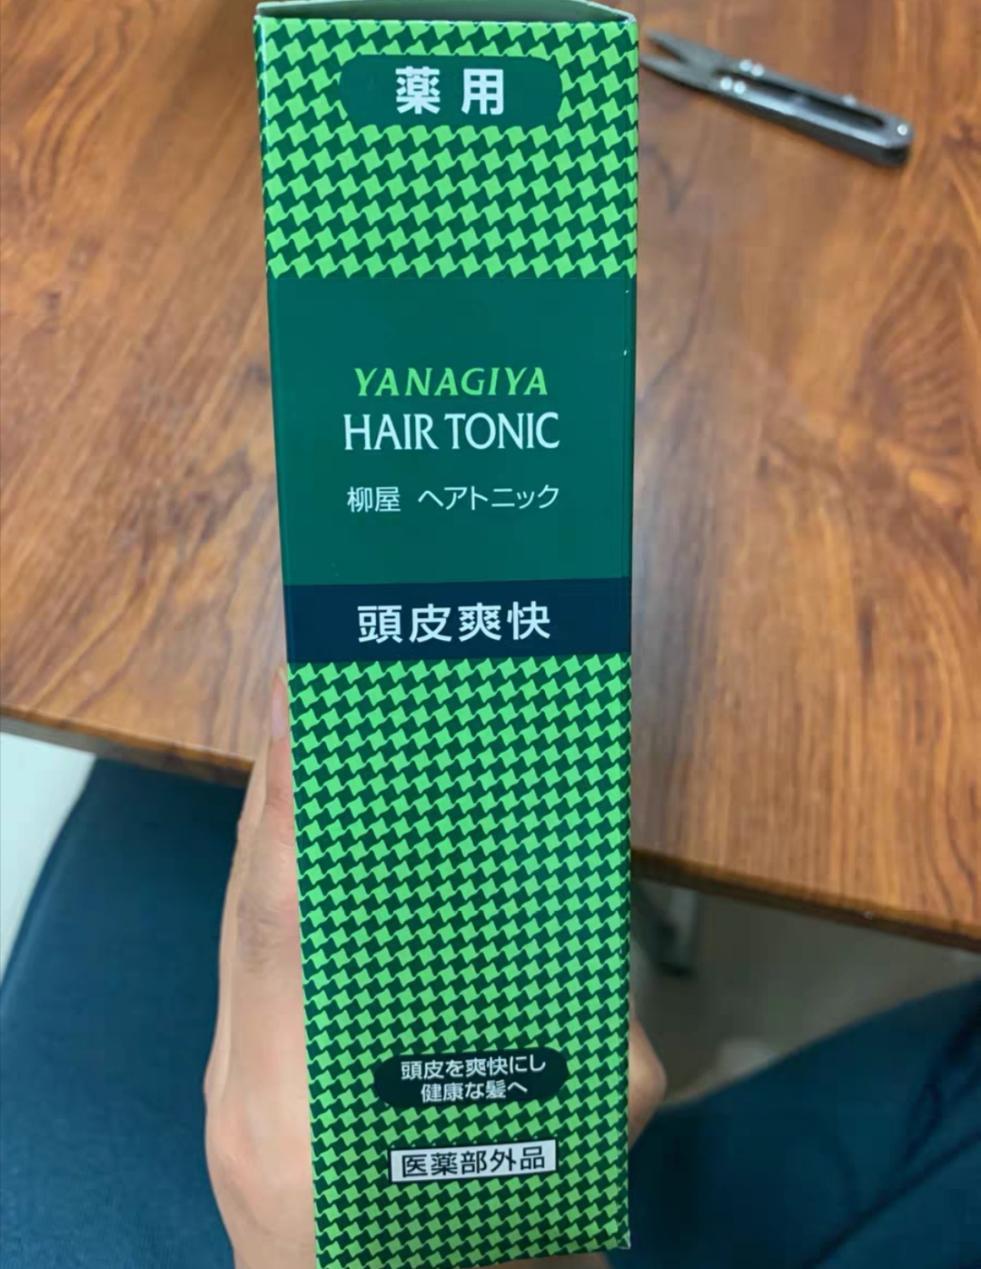 薬用
YANAGIYA
HAIR TONIC
柳屋 ヘアトニック
頭皮爽快
頭皮を爽快にし
健康な髪へ
医薬部外品